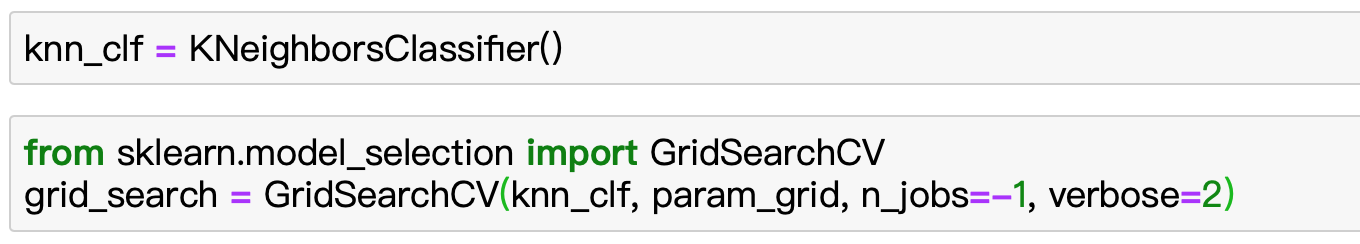 knn_clf = KNeighborsClassifier()
from sklearn.model_selection import GridSearchCV
grid_search = GridSearchCV(knn_clf, param_grid, n_jobs=-1, verbose=2)